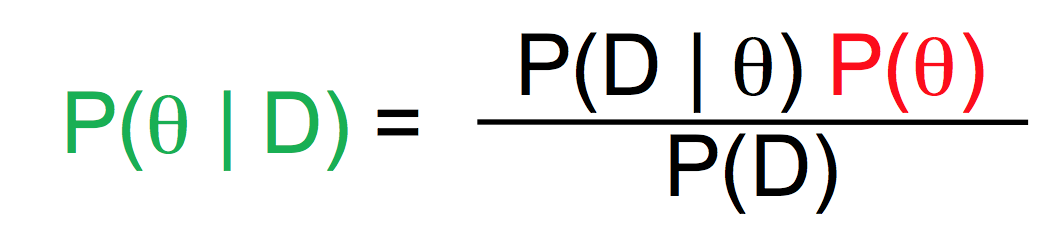 P(θ | D) = P(D | θ) P(θ)
P(D)